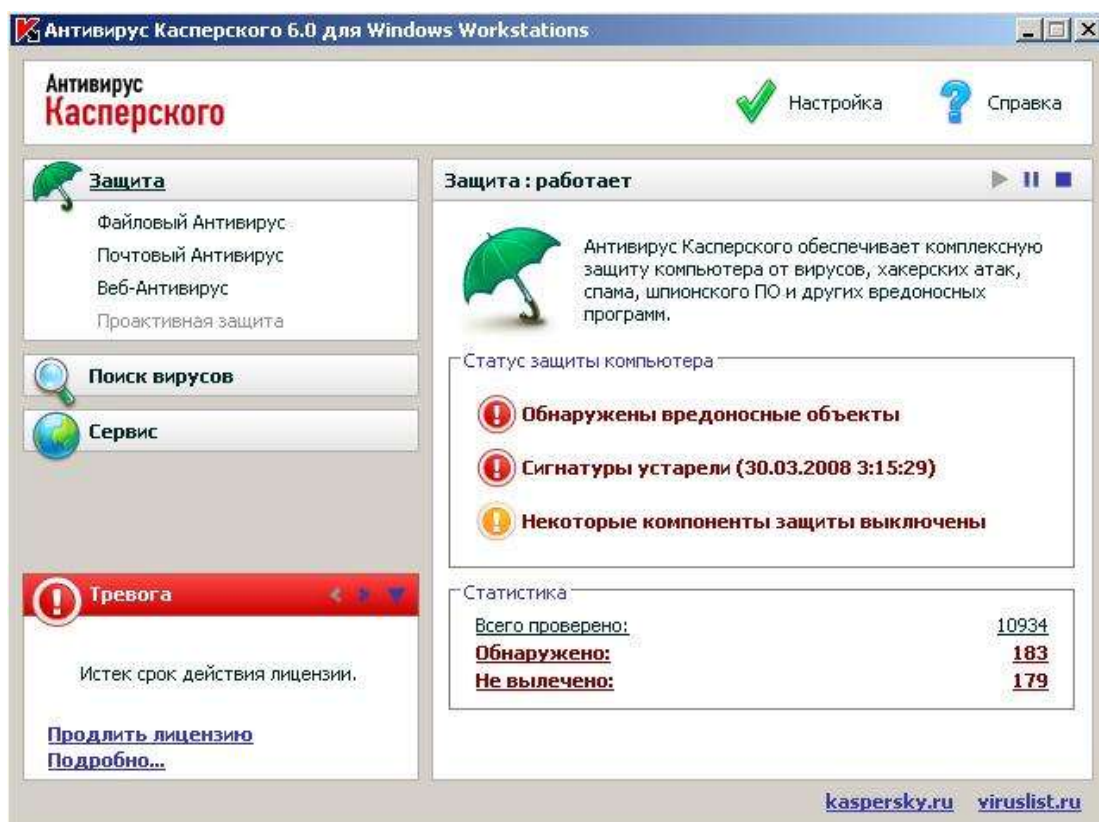 Антивирус Касперского 6.0 для Windows Workstations
Антивирус
Касперского
Настройка
Справка
Защита
Файловый Антивирус
Почтовый Антивирус
Веб-Антивирус
Проактивная защита
Поиск вирусов
Сервис
Тревога
Истек срок действия лицензии.
Продлить лицензию
Подробно...
Защита : работает
Антивирус Касперского обеспечивает комплексную
защиту компьютера от вирусов, хакерских атак,
спама, шпионского ПО и других вредоносных
программ.
Статус защиты компьютера
Обнаружены вредоносные объекты
Сигнатуры устарели (30.03.2008 3:15:29)
Некоторые компоненты защиты выключены
Статистика
Всего проверено: 10934
Обнаружено: 183
Не вылечено: 179
kaspersky.ru viruslist.ru